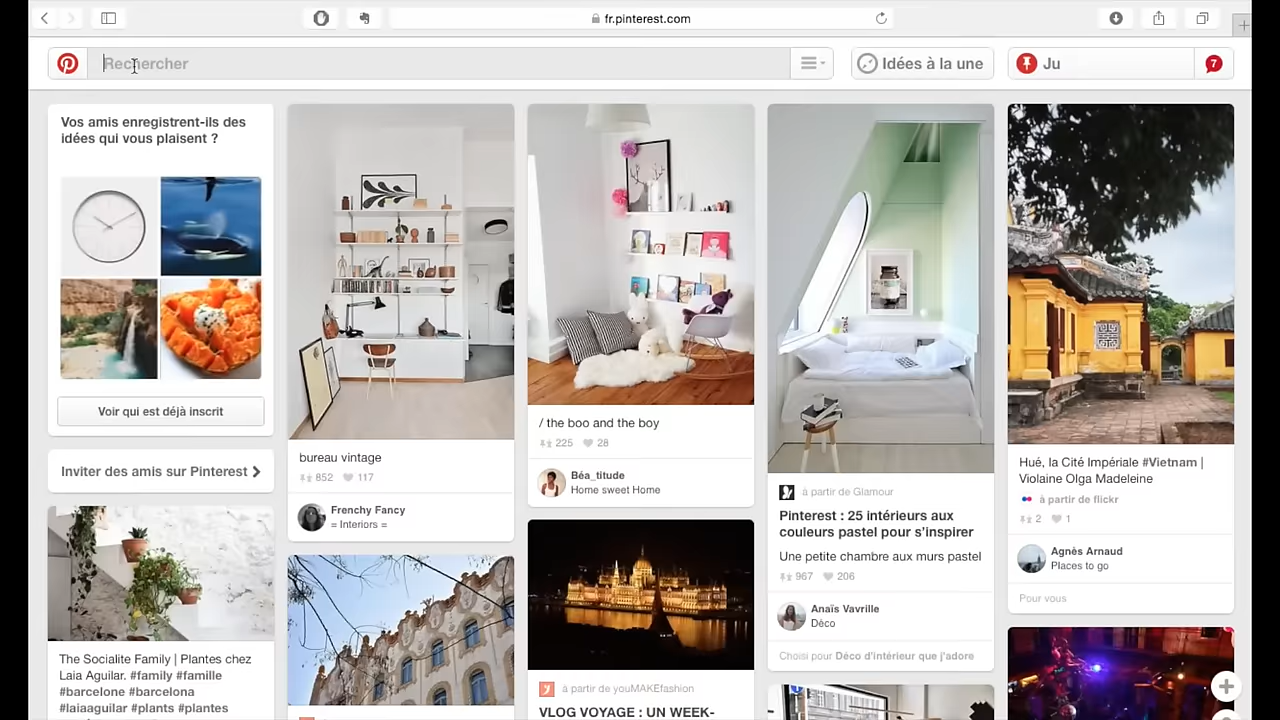 fr.pinterest.com
Rechercher
Idées à la une
Ju
7
Vos amis enregistrent-ils des
idées qui vous plaisent ?
Voir qui est déjà inscrit
Inviter des amis sur Pinterest
The Socialite Family | Plantes chez
Laia Aguilar. #family #famille
#barcelone #barcelona
#laiaaguilar #plants #plantes
bureau vintage
852 117
Frenchy Fancy
= Interiors =
/ the boo and the boy
225 28
Béa_titude
Home sweet Home
à partir de youMAKEfashion
VLOG VOYAGE : UN WEEK-
à partir de Glamour
Pinterest : 25 intérieurs aux
couleurs pastel pour s'inspirer
Une petite chambre aux murs pastel
967 206
Anaïs Vavrille
Déco
Choisi pour Déco d'intérieur que j'adore
Hué, la Cité Impériale #Vietnam |
Violaine Olga Madeleine
à partir de flickr
2 1
Agnès Arnaud
Places to go
Pour vous